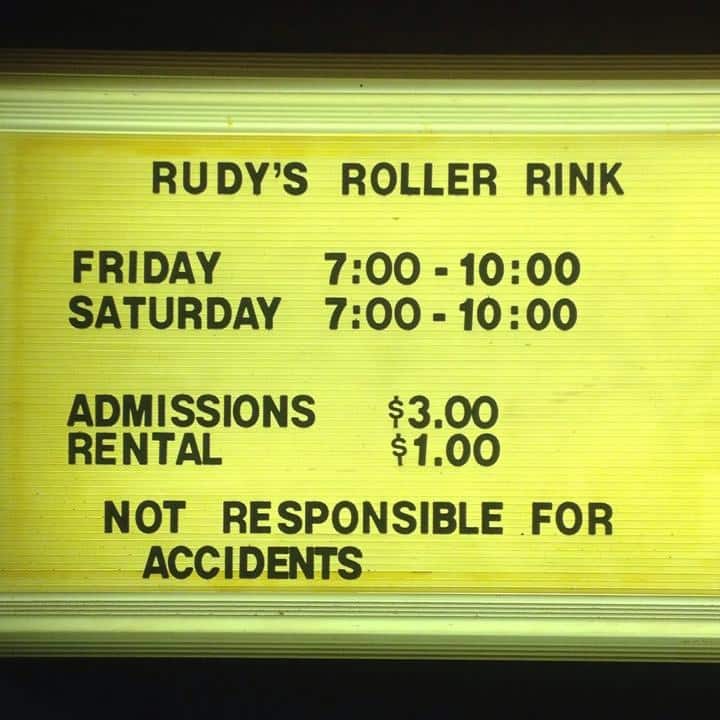 RUDY'S ROLLER RINK
FRIDAY 7:00 - 10:00
SATURDAY 7:00 - 10:00
ADMISSIONS $3.00
RENTAL $1.00
NOT RESPONSIBLE FOR
ACCIDENTS